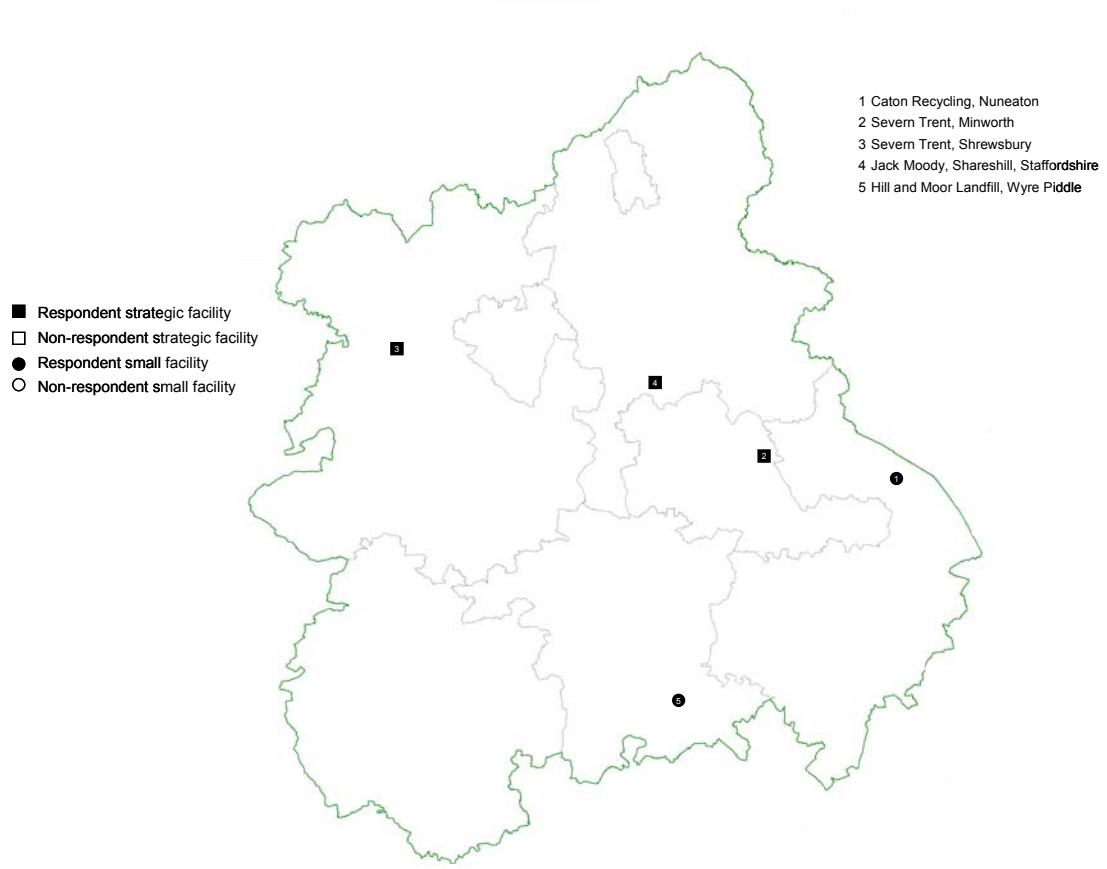 1 Caton Recycling, Nuneaton
2 Severn Trent, Minworth
3 Severn Trent, Shrewsbury
4 Jack Moody, Shareshill, Staffordshire
5 Hill and Moor Landfill, Wyre Piddle
Respondent strategic facility
Non-respondent strategic facility
Respondent small facility
Non-respondent small facility
3
4
2
1
5